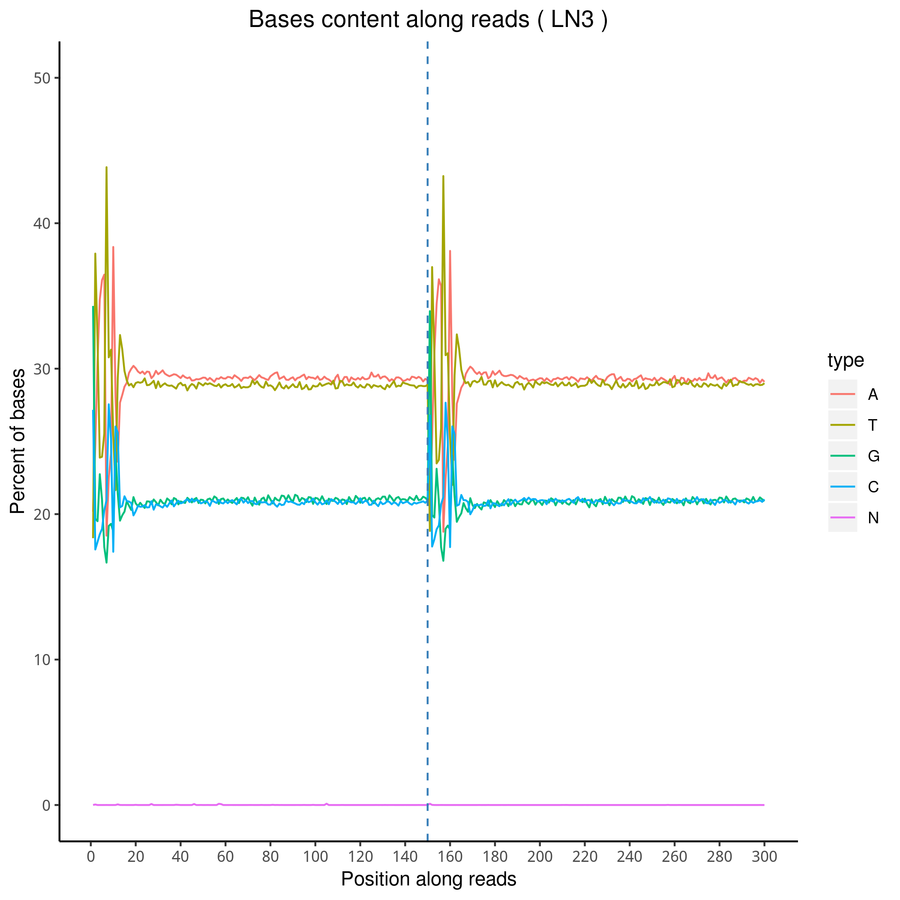 Bases content along reads ( LN3 )
Percent of bases
50
40
30
20
10
0
0 20 40 60 80 100 120 140 160 180 200 220 240 260 280 300
Position along reads
type
A
T
G
C
N